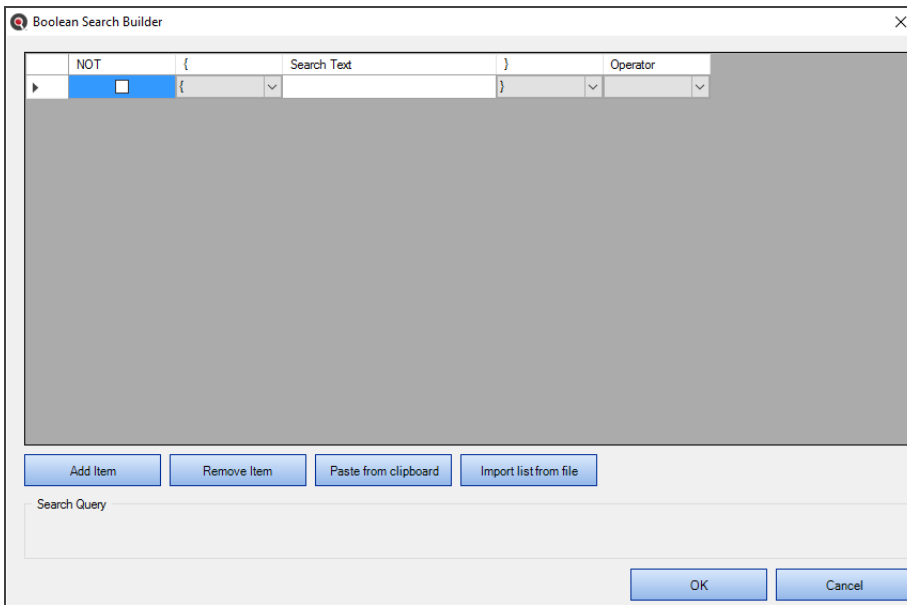 Boolean Search Builder
NOT { Search Text } Operator
{ }
Add Item Remove Item Paste from clipboard Import list from file
Search Query
OK Cancel